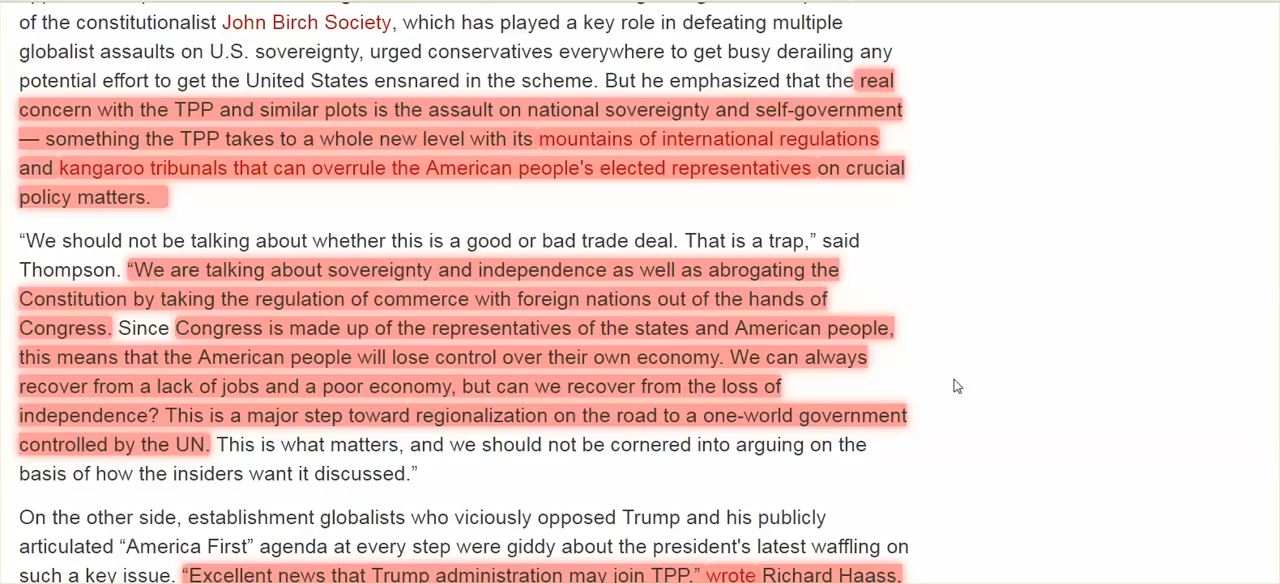 of the constitutionalist John Birch Society, which has played a key role in defeating multiple
globalist assaults on U.S. sovereignty, urged conservatives everywhere to get busy derailing any
potential effort to get the United States ensnared in the scheme. But he emphasized that the real
concern with the TPP and similar plots is the assault on national sovereignty and self-government
— something the TPP takes to a whole new level with its mountains of international regulations
and kangaroo tribunals that can overrule the American people's elected representatives on crucial
policy matters.
“We should not be talking about whether this is a good or bad trade deal. That is a trap,” said
Thompson. “We are talking about sovereignty and independence as well as abrogating the
Constitution by taking the regulation of commerce with foreign nations out of the hands of
Congress. Since Congress is made up of the representatives of the states and American people,
this means that the American people will lose control over their own economy. We can always
recover from a lack of jobs and a poor economy, but can we recover from the loss of
independence? This is a major step toward regionalization on the road to a one-world government
controlled by the UN. This is what matters, and we should not be cornered into arguing on the
basis of how the insiders want it discussed.”
On the other side, establishment globalists who viciously opposed Trump and his publicly
articulated “America First” agenda at every step were giddy about the president's latest waffling on
such a key issue. “Excellent news that Trump administration may join TPP.” wrote Richard Haass,